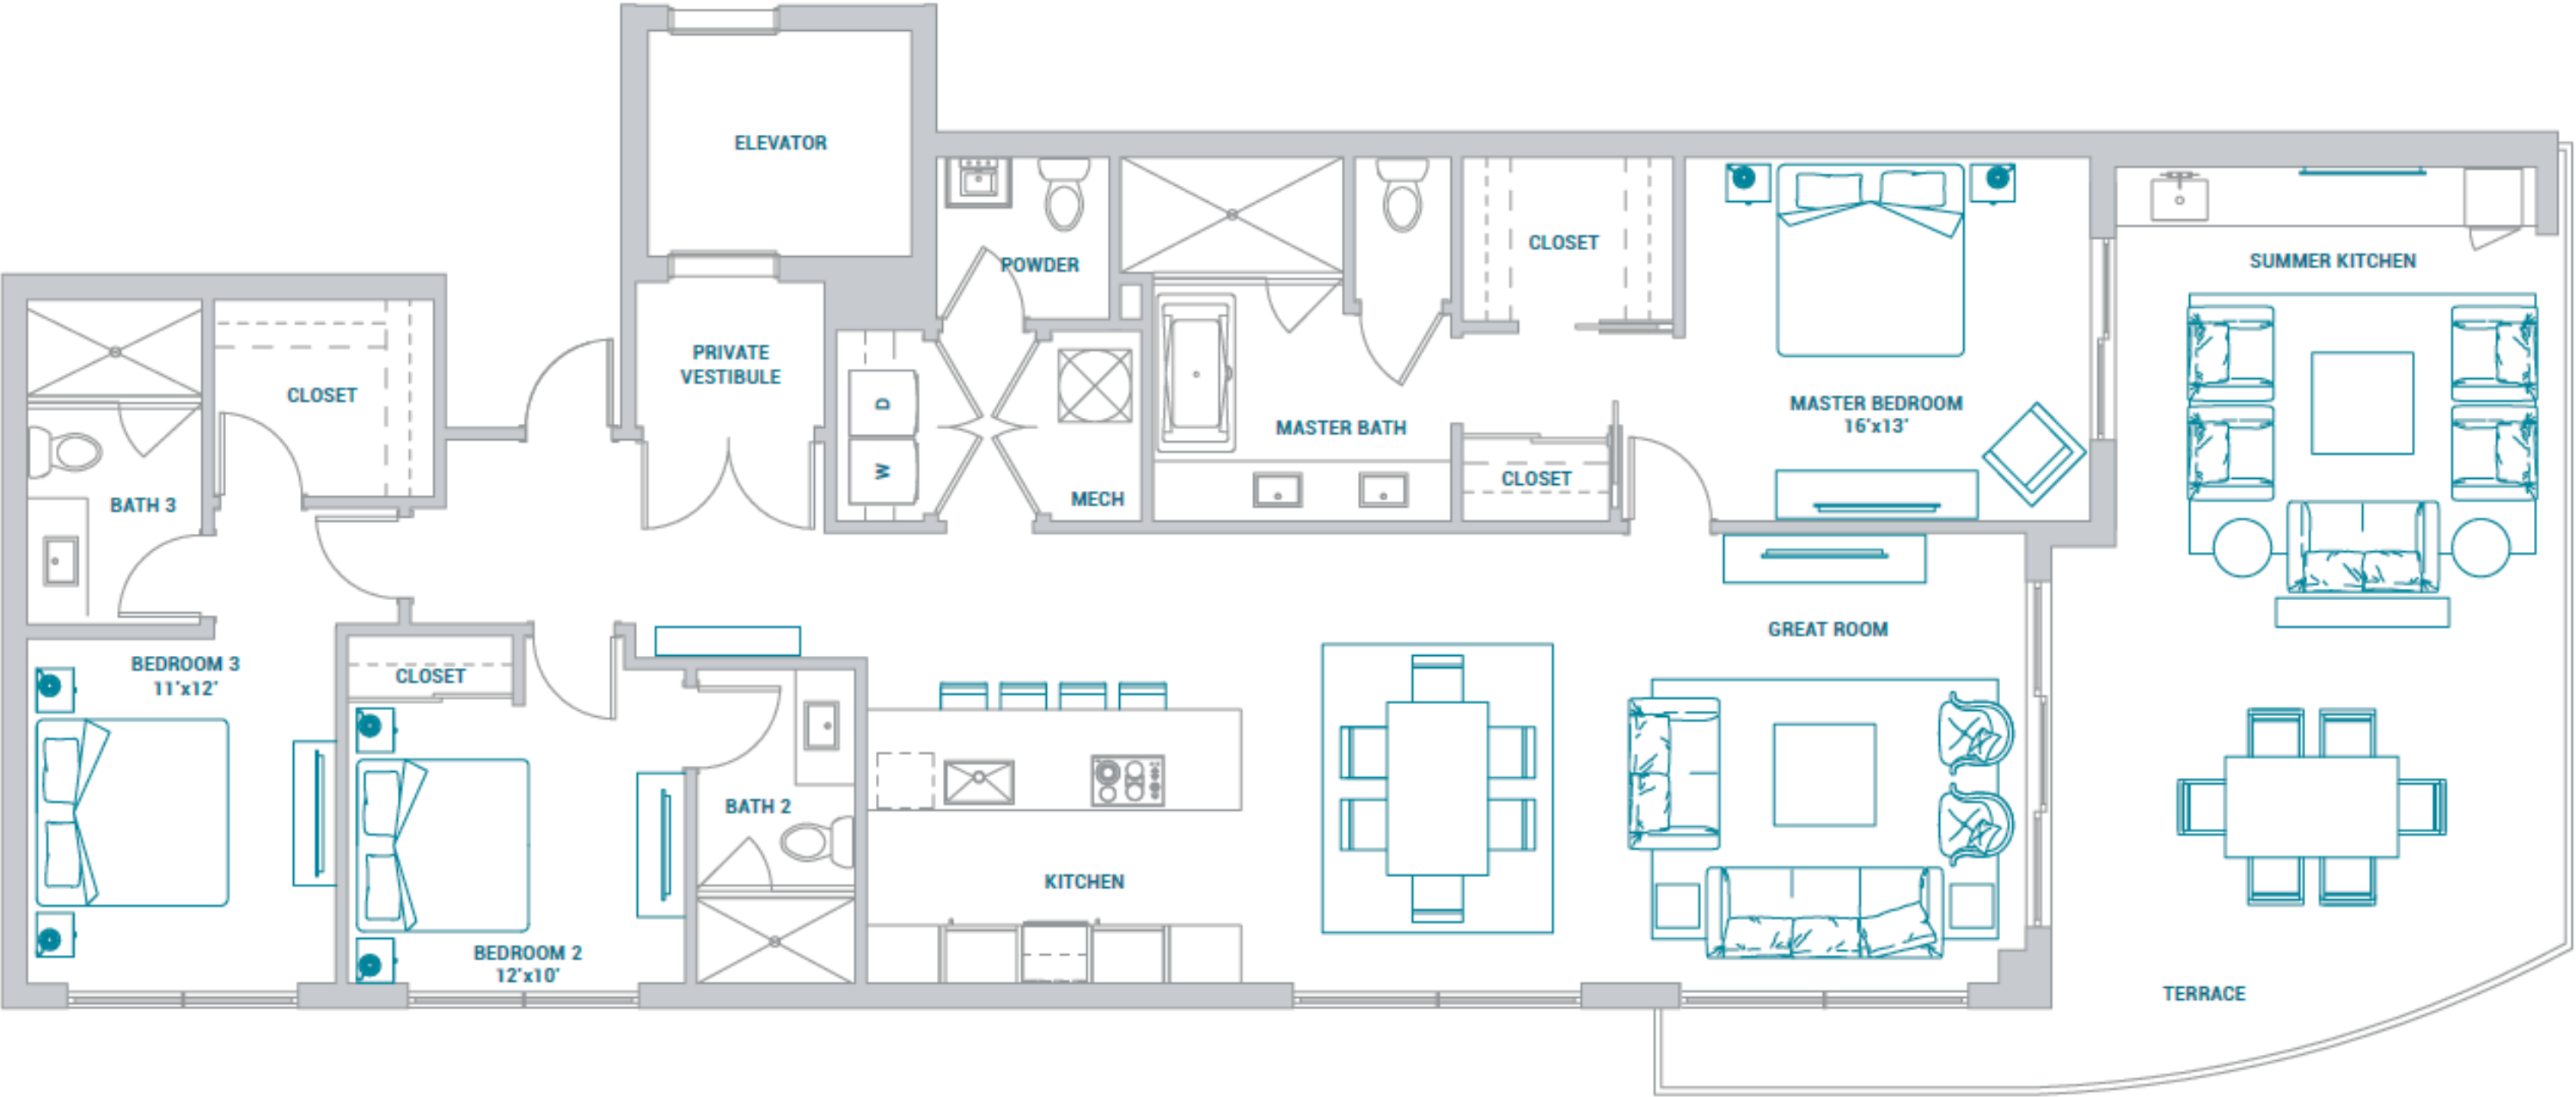 ELEVATOR
POWDER
CLOSET
SUMMER KITCHEN
PRIVATE
VESTIBULE
CLOSET
D
W
MECH
MASTER BATH
CLOSET
MASTER BEDROOM
16'x13'
BATH 3
GREAT ROOM
BEDROOM 3
11'x12'
CLOSET
BATH 2
KITCHEN
BEDROOM 2
12'x10'
TERRACE